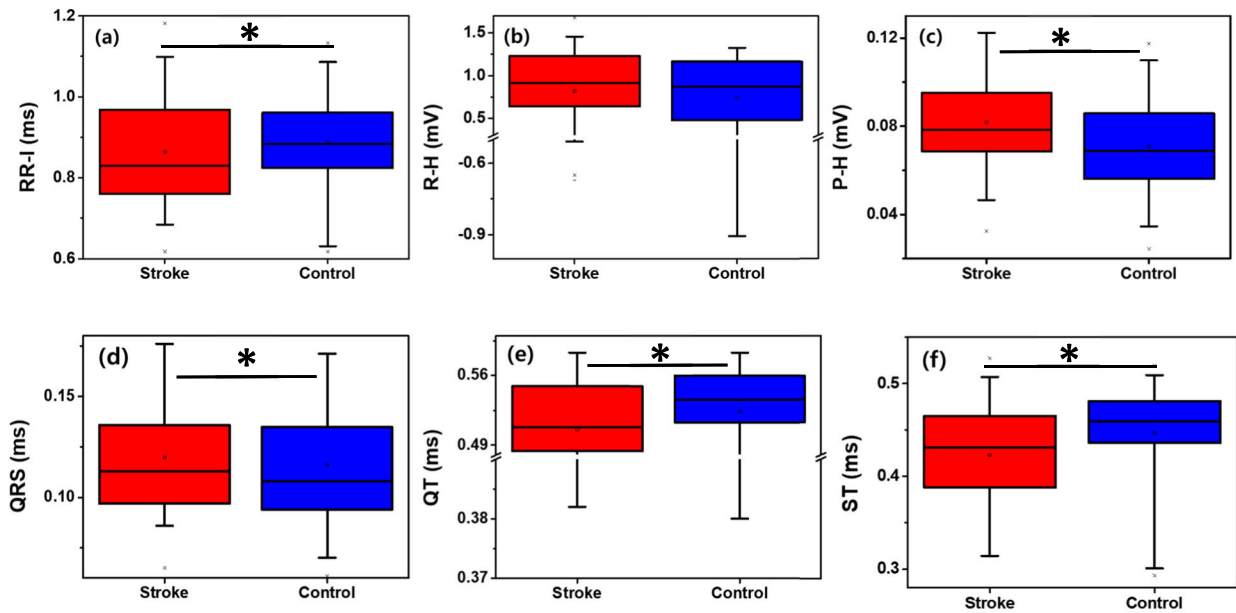 (a)
*
RR-I (ms)
1.2
1.0
0.8
0.6
Stroke
Control
(b)
R-H (mV)
1.5
1.0
0.5
-0.6
-0.9
Stroke
Control
(c)
*
P-H (mV)
0.12
0.08
0.04
Stroke
Control
(d)
*
QRS (ms)
0.15
0.10
Stroke
Control
(e)
*
QT (ms)
0.56
0.49
0.38
0.37
Stroke
Control
(f)
*
ST (ms)
0.5
0.4
0.3
Stroke
Control